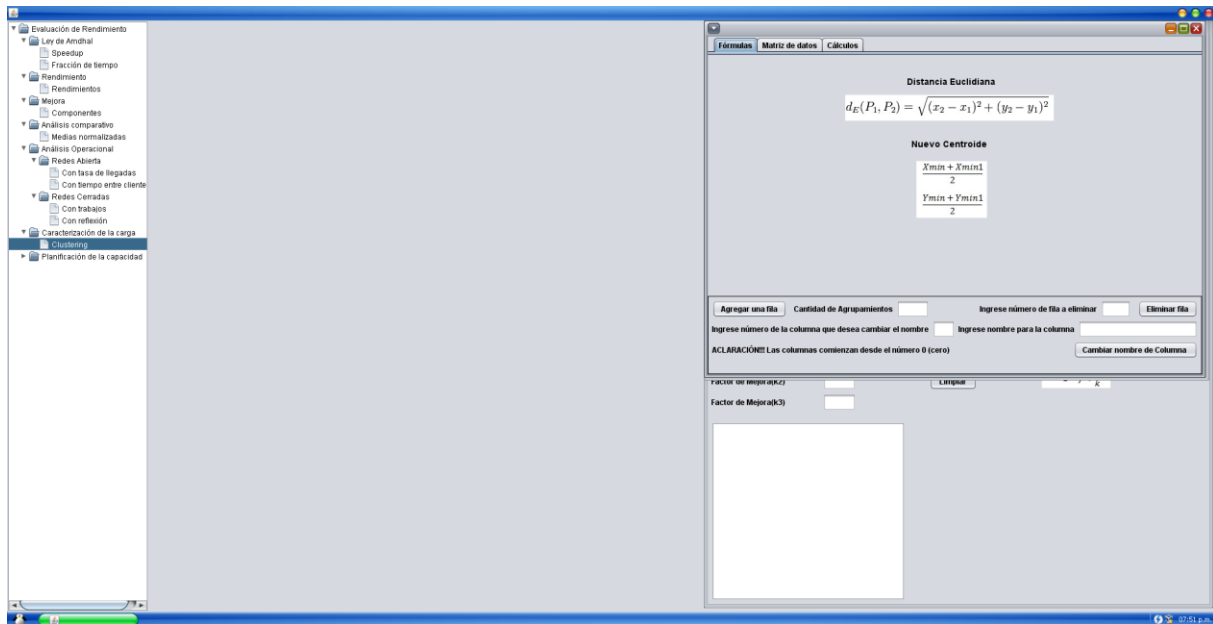 Evaluación de Rendimiento
Ley de Amdhal
Speedup
Fracción de tiempo
Rendimiento
Rendimientos
Mejora
Componentes
Análisis comparativo
Medias normalizadas
Análisis Operacional
Redes Abierta
Con tasa de llegadas
Con tiempo entre cliente
Redes Cerradas
Con trabajos
Con reflexión
Caracterización de la carga
Clustering
Planificación de la capacidad
Fórmulas Matriz de datos Cálculos
Distancia Euclidiana
d_E(P_1, P_2) = √(x_2 − x_1)² + (y_2 − y_1)²
Nuevo Centroide
Xmin + Xmin1
2
Ymin + Ymin1
2
Agregar una fila Cantidad de Agrupamientos Ingrese número de fila a eliminar Eliminar fila
Ingrese número de la columna que desea cambiar el nombre Ingrese nombre para la columna
ACLARACIÓN!!! Las columnas comienzan desde el número 0 (cero) Cambiar nombre de Columna
Factor de Mejora(k2) Limpiar k
Factor de Mejora(k3)
07:51 p.m.